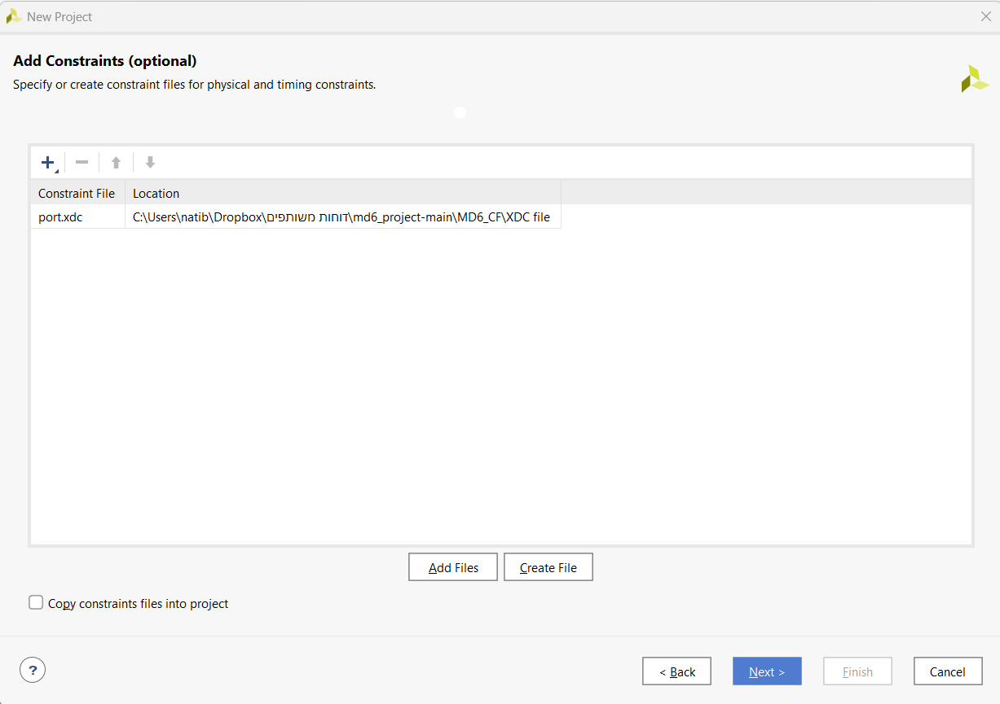 New Project
Add Constraints (optional)
Specify or create constraint files for physical and timing constraints.
Constraint File Location
port.xdc C:\Users\natib\Dropbox\דוחות משותפים\md6_project-main\MD6_CF\XDC file
Add Files Create File
Copy constraints files into project
? < Back Next > Finish Cancel